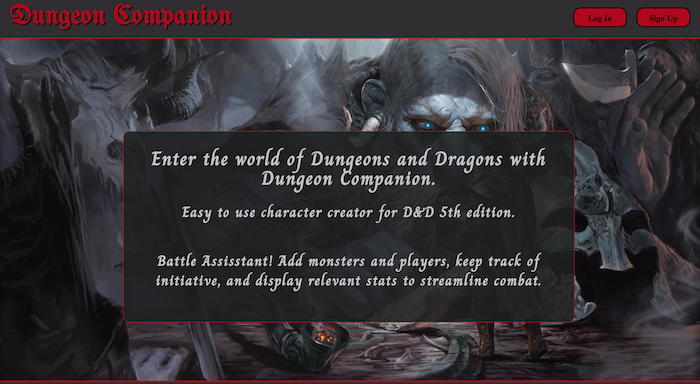 Dungeon Companion
Log In
Sign Up
Enter the world of Dungeons and Dragons with
Dungeon Companion.
Easy to use character creator for D&D 5th edition.
Battle Assisstant! Add monsters and players, keep track of
initiative, and display relevant stats to streamline combat.